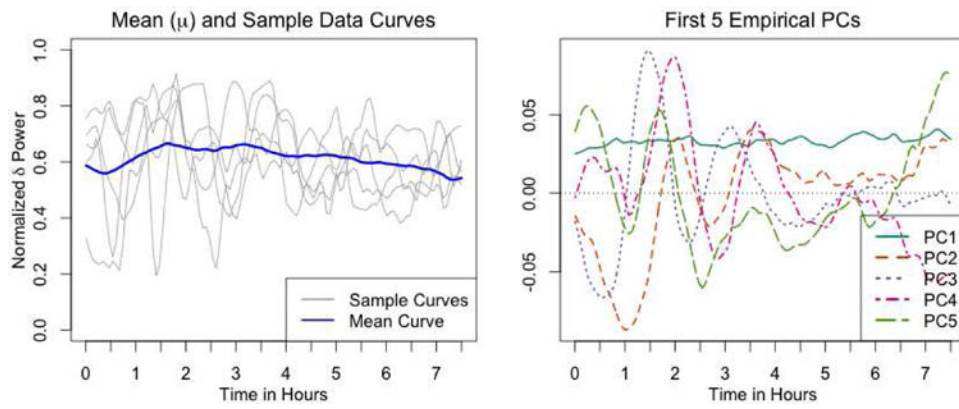 Mean (μ) and Sample Data Curves
Normalized δ Power
1.0
0.8
0.6
0.4
0.2
0.0
Sample Curves
Mean Curve
0 1 2 3 4 5 6 7
Time in Hours
First 5 Empirical PCs
0.05
0.00
-0.05
PC1
PC2
PC3
PC4
PC5
0 1 2 3 4 5 6 7
Time in Hours